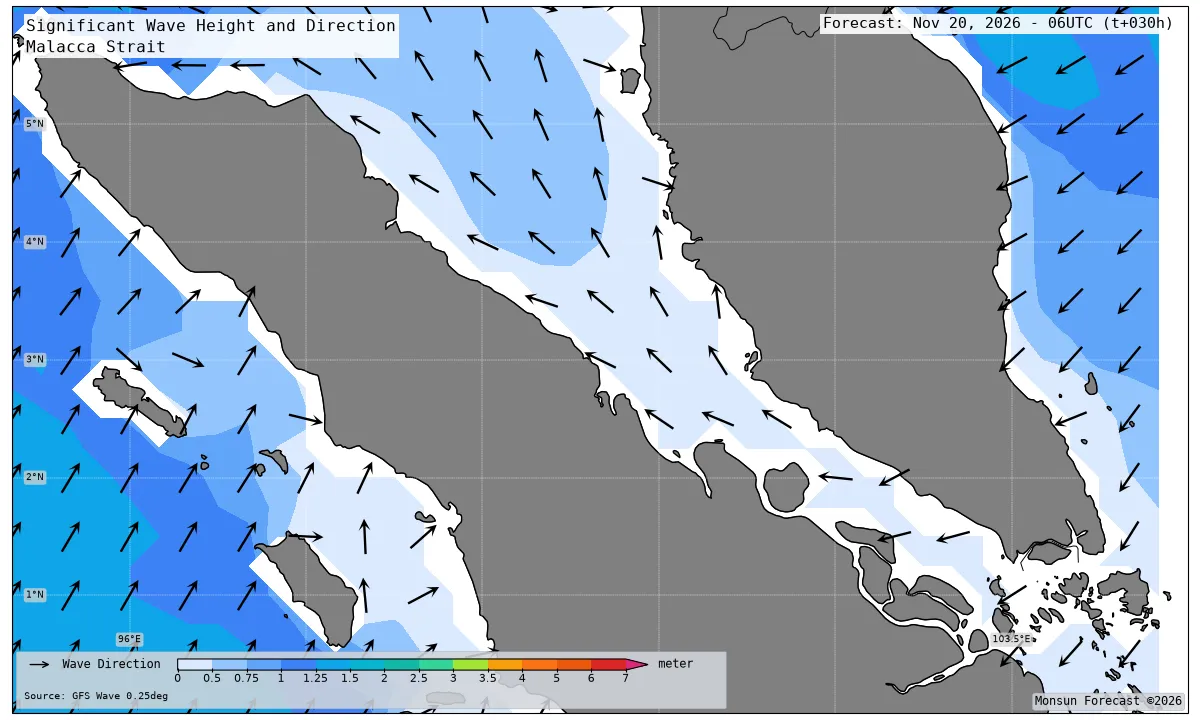 Significant Wave Height and Direction
Malacca Strait
Forecast: Nov 20, 2026 - 06UTC (t+030h)
5°N
4°N
3°N
2°N
1°N
96°E
103.5°E
Wave Direction
0 0.5 0.75 1 1.25 1.5 2 2.5 3 3.5 4 5 6 7
meter
Source: GFS Wave 0.25deg
Monsun Forecast ©2026